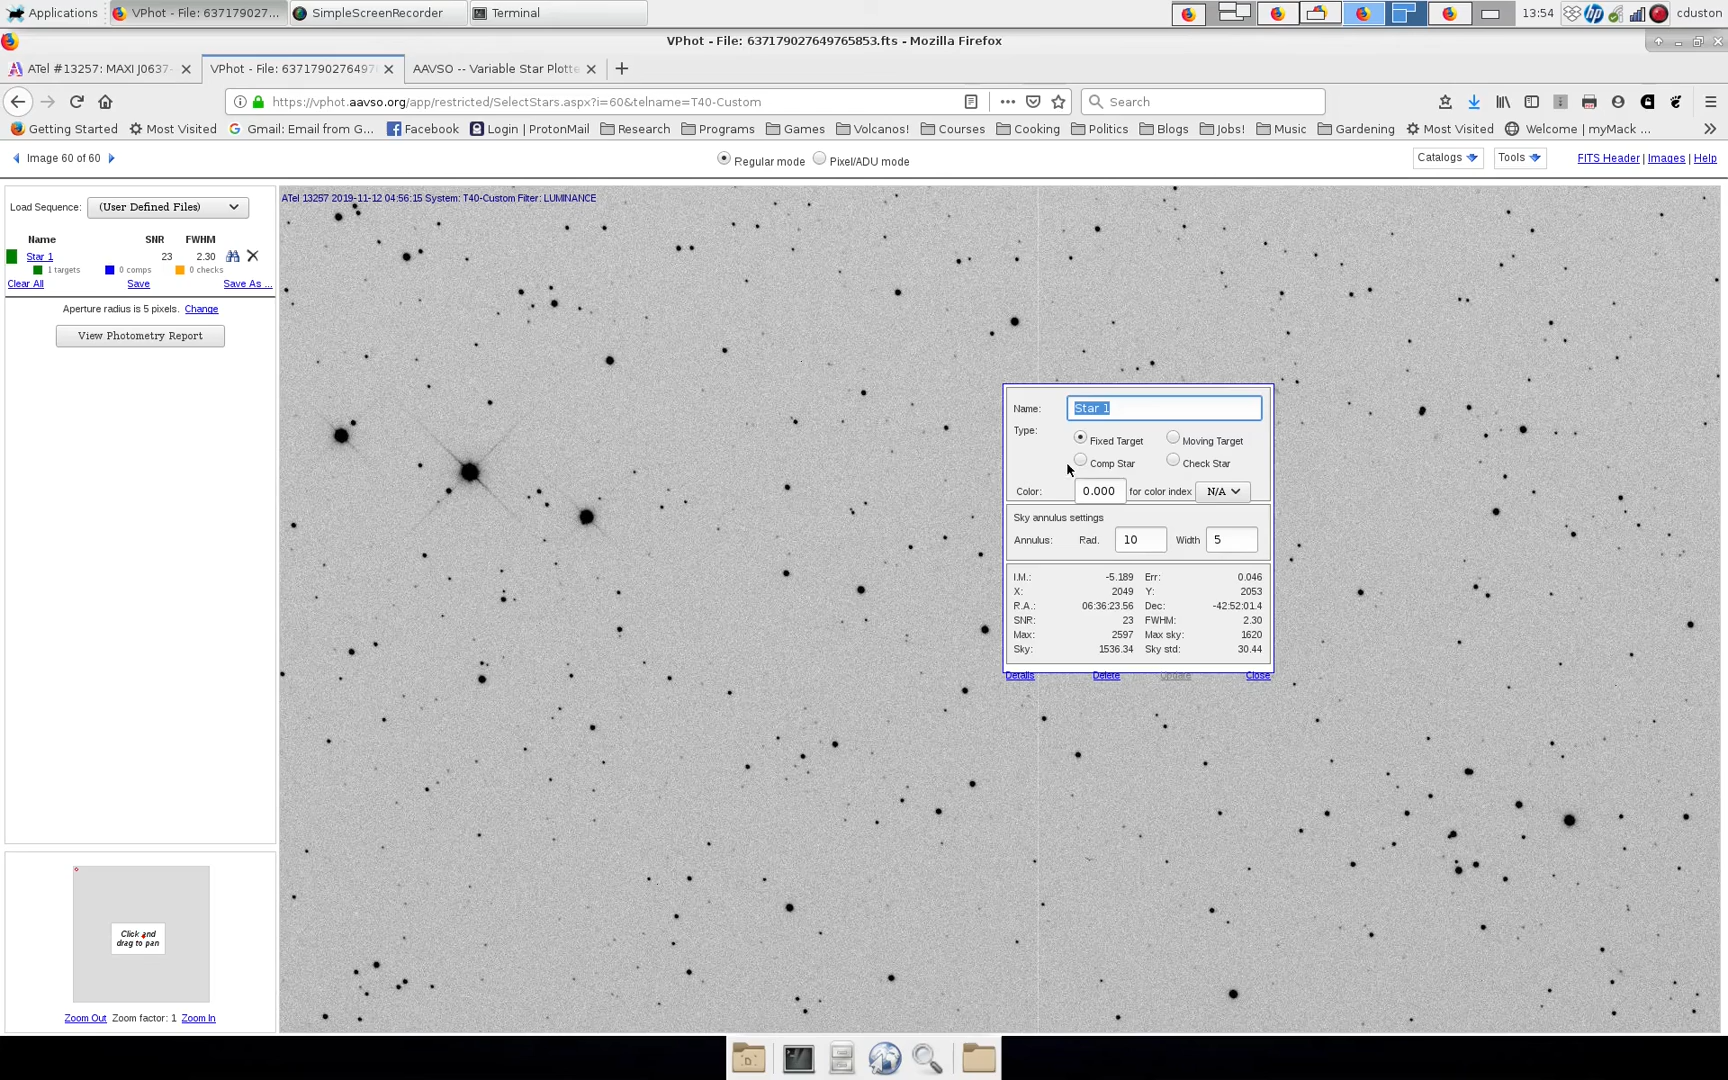 Applications
VPhot - File: 637179027...
SimpleScreenRecorder
Terminal
13:54
cduston
VPhot - File: 637179027649765853.fts - Mozilla Firefox
ATel #13257: MAXI J0637-
VPhot - File: 6371790276497
AAVSO -- Variable Star Plotte
https://vphot.aavso.org/app/restricted/SelectStars.aspx?i=60&telname=T40-Custom
Search
Getting Started
Most Visited
Gmail: Email from G...
Facebook
Login | ProtonMail
Research
Programs
Games
Volcanos!
Courses
Cooking
Politics
Blogs
Jobs!
Music
Gardening
Most Visited
Welcome | myMack ...
Image 60 of 60
Regular mode
Pixel/ADU mode
Catalogs
Tools
FITS Header | Images | Help
Load Sequence: (User Defined Files)
Name SNR FWHM
Star 1 23 2.30
1 targets 0 comps 0 checks
Clear All Save Save As ...
Aperture radius is 5 pixels. Change
View Photometry Report
ATel 13257 2019-11-12 04:56:15 System: T40-Custom Filter: LUMINANCE
Name: Star 1
Type:
Fixed Target Moving Target
Comp Star Check Star
Color: 0.000 for color index N/A
Sky annulus settings
Annulus: Rad. 10 Width 5
I.M.: -5.189 Err: 0.046
X: 2049 Y: 2053
R.A.: 06:36:23.56 Dec: -42:52:01.4
SNR: 23 FWHM: 2.30
Max: 2597 Max sky: 1620
Sky: 1536.34 Sky std: 30.44
Details Delete Update Close
Click and
drag to pan
Zoom Out Zoom factor: 1 Zoom In